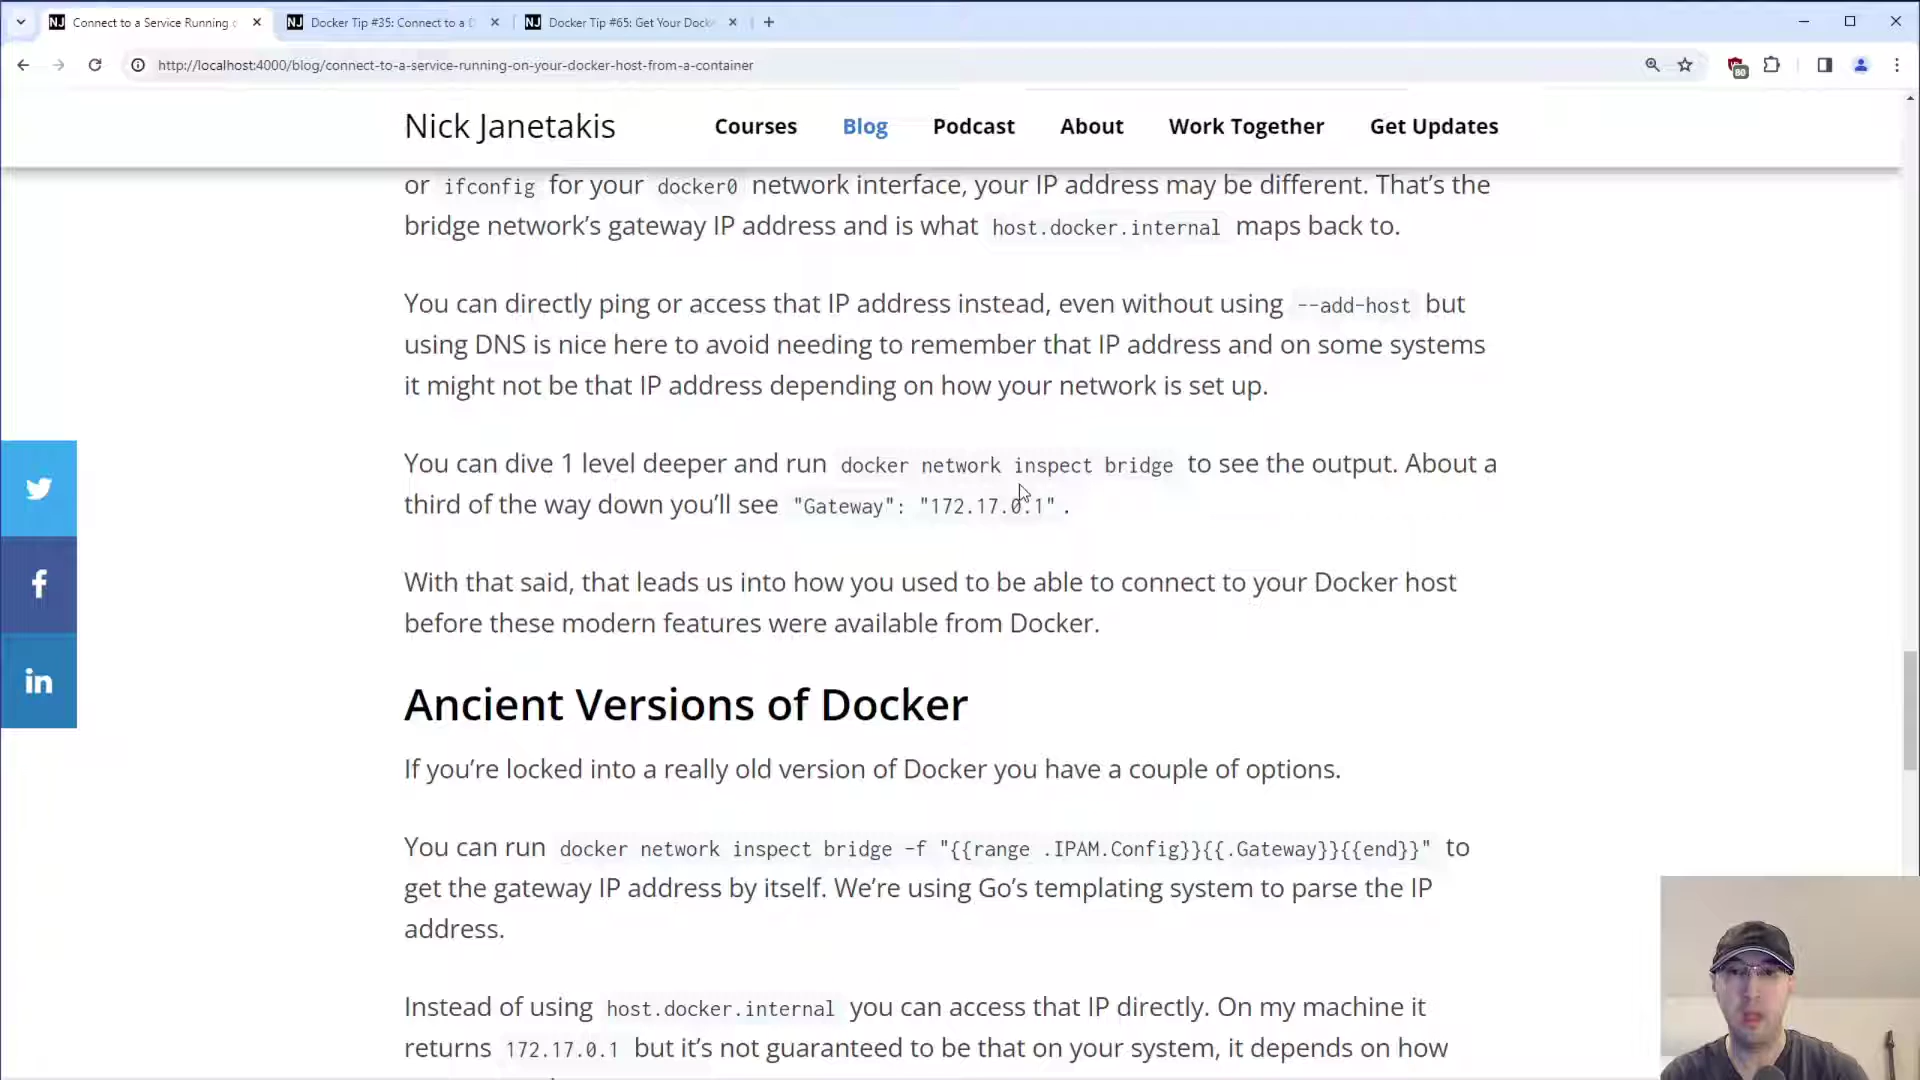 Connect to a Service Running
Docker Tip #35: Connect to a D
Docker Tip #65: Get Your Dock
http://localhost:4000/blog/connect-to-a-service-running-on-your-docker-host-from-a-container
80
Nick Janetakis
Courses
Blog
Podcast
About
Work Together
Get Updates
or ifconfig for your docker0 network interface, your IP address may be different. That’s the
bridge network’s gateway IP address and is what host.docker.internal maps back to.
You can directly ping or access that IP address instead, even without using --add-host but
using DNS is nice here to avoid needing to remember that IP address and on some systems
it might not be that IP address depending on how your network is set up.
You can dive 1 level deeper and run docker network inspect bridge to see the output. About a
third of the way down you’ll see "Gateway": "172.17.0.1" .
With that said, that leads us into how you used to be able to connect to your Docker host
before these modern features were available from Docker.
Ancient Versions of Docker
If you’re locked into a really old version of Docker you have a couple of options.
You can run docker network inspect bridge -f "{{range .IPAM.Config}}{{.Gateway}}{{end}}" to
get the gateway IP address by itself. We’re using Go’s templating system to parse the IP
address.
Instead of using host.docker.internal you can access that IP directly. On my machine it
returns 172.17.0.1 but it’s not guaranteed to be that on your system, it depends on how